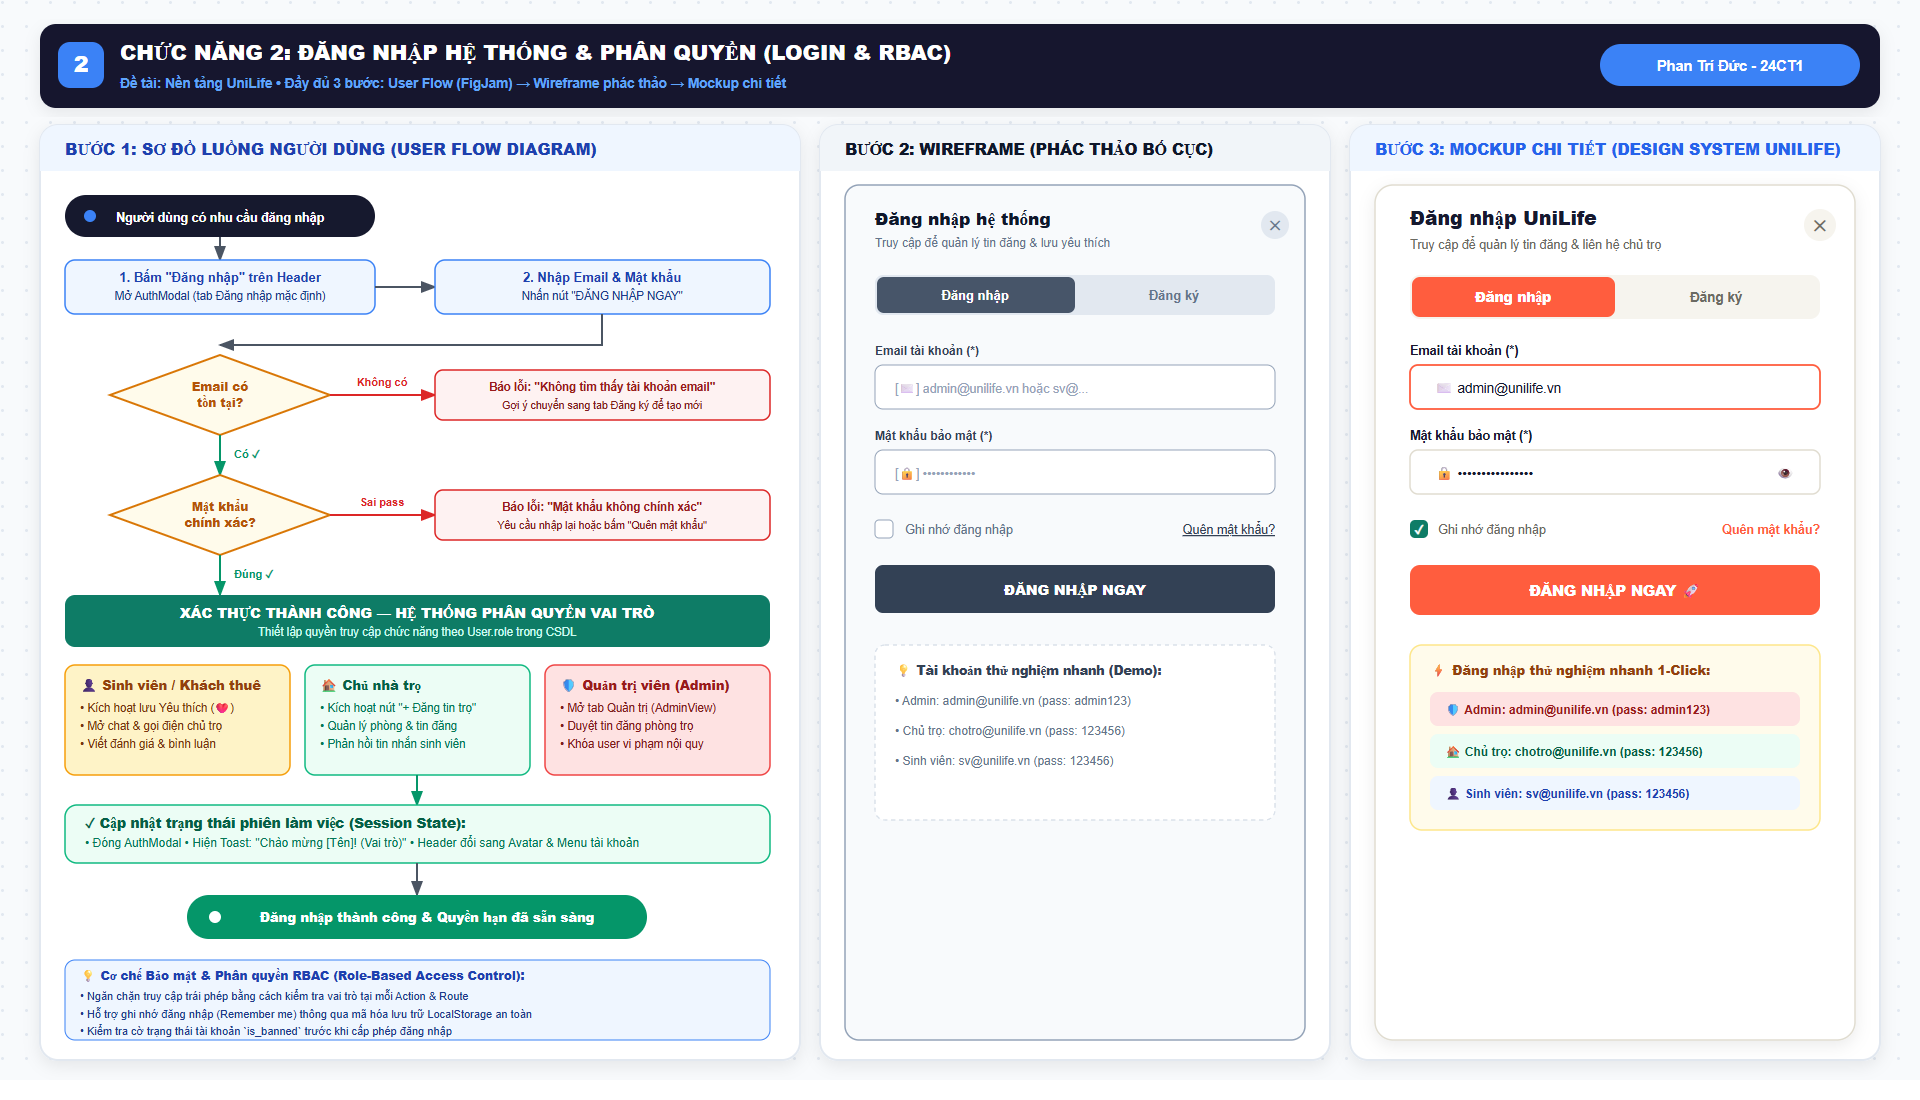 2
CHỨC NĂNG 2: ĐĂNG NHẬP HỆ THỐNG & PHÂN QUYỀN (LOGIN & RBAC)
Đề tài: Nền tảng UniLife • Đầy đủ 3 bước: User Flow (FigJam) → Wireframe phác thảo → Mockup chi tiết
Phan Trí Đức - 24CT1
BƯỚC 1: SƠ ĐỒ LUỒNG NGƯỜI DÙNG (USER FLOW DIAGRAM)
Người dùng có nhu cầu đăng nhập
1. Bấm "Đăng nhập" trên Header
Mở AuthModal (tab Đăng nhập mặc định)
2. Nhập Email & Mật khẩu
Nhấn nút "ĐĂNG NHẬP NGAY"
Email có
tồn tại?
Không có
Báo lỗi: "Không tìm thấy tài khoản email"
Gợi ý chuyển sang tab Đăng ký để tạo mới
Có ✓
Mật khẩu
chính xác?
Sai pass
Báo lỗi: "Mật khẩu không chính xác"
Yêu cầu nhập lại hoặc bấm "Quên mật khẩu"
Đúng ✓
XÁC THỰC THÀNH CÔNG — HỆ THỐNG PHÂN QUYỀN VAI TRÒ
Thiết lập quyền truy cập chức năng theo User.role trong CSDL
👤 Sinh viên / Khách thuê
• Kích hoạt lưu Yêu thích (❤️)
• Mở chat & gọi điện chủ trọ
• Viết đánh giá & bình luận
🏠 Chủ nhà trọ
• Kích hoạt nút "+ Đăng tin trọ"
• Quản lý phòng & tin đăng
• Phản hồi tin nhắn sinh viên
🛡️ Quản trị viên (Admin)
• Mở tab Quản trị (AdminView)
• Duyệt tin đăng phòng trọ
• Khóa user vi phạm nội quy
✓ Cập nhật trạng thái phiên làm việc (Session State):
• Đóng AuthModal • Hiện Toast: "Chào mừng [Tên]! (Vai trò)" • Header đổi sang Avatar & Menu tài khoản
Đăng nhập thành công & Quyền hạn đã sẵn sàng
💡 Cơ chế Bảo mật & Phân quyền RBAC (Role-Based Access Control):
• Ngăn chặn truy cập trái phép bằng cách kiểm tra vai trò tại mỗi Action & Route
• Hỗ trợ ghi nhớ đăng nhập (Remember me) thông qua mã hóa lưu trữ LocalStorage an toàn
• Kiểm tra cờ trạng thái tài khoản `is_banned` trước khi cấp phép đăng nhập
BƯỚC 2: WIREFRAME (PHÁC THẢO BỐ CỤC)
Đăng nhập hệ thống
✕
Truy cập để quản lý tin đăng & lưu yêu thích
Đăng nhập
Đăng ký
Email tài khoản (*)
[✉️] admin@unilife.vn hoặc sv@...
Mật khẩu bảo mật (*)
[🔒] ••••••••••••
Ghi nhớ đăng nhập
Quên mật khẩu?
ĐĂNG NHẬP NGAY
💡 Tài khoản thử nghiệm nhanh (Demo):
• Admin: admin@unilife.vn (pass: admin123)
• Chủ trọ: chotro@unilife.vn (pass: 123456)
• Sinh viên: sv@unilife.vn (pass: 123456)
BƯỚC 3: MOCKUP CHI TIẾT (DESIGN SYSTEM UNILIFE)
Đăng nhập UniLife
✕
Truy cập để quản lý tin đăng & liên hệ chủ trọ
Đăng nhập
Đăng ký
Email tài khoản (*)
✉️ admin@unilife.vn
Mật khẩu bảo mật (*)
🔒 ••••••••••••••••
✓ Ghi nhớ đăng nhập
Quên mật khẩu?
ĐĂNG NHẬP NGAY 🚀
⚡ Đăng nhập thử nghiệm nhanh 1-Click:
🛡️ Admin: admin@unilife.vn (pass: admin123)
🏠 Chủ trọ: chotro@unilife.vn (pass: 123456)
👤 Sinh viên: sv@unilife.vn (pass: 123456)